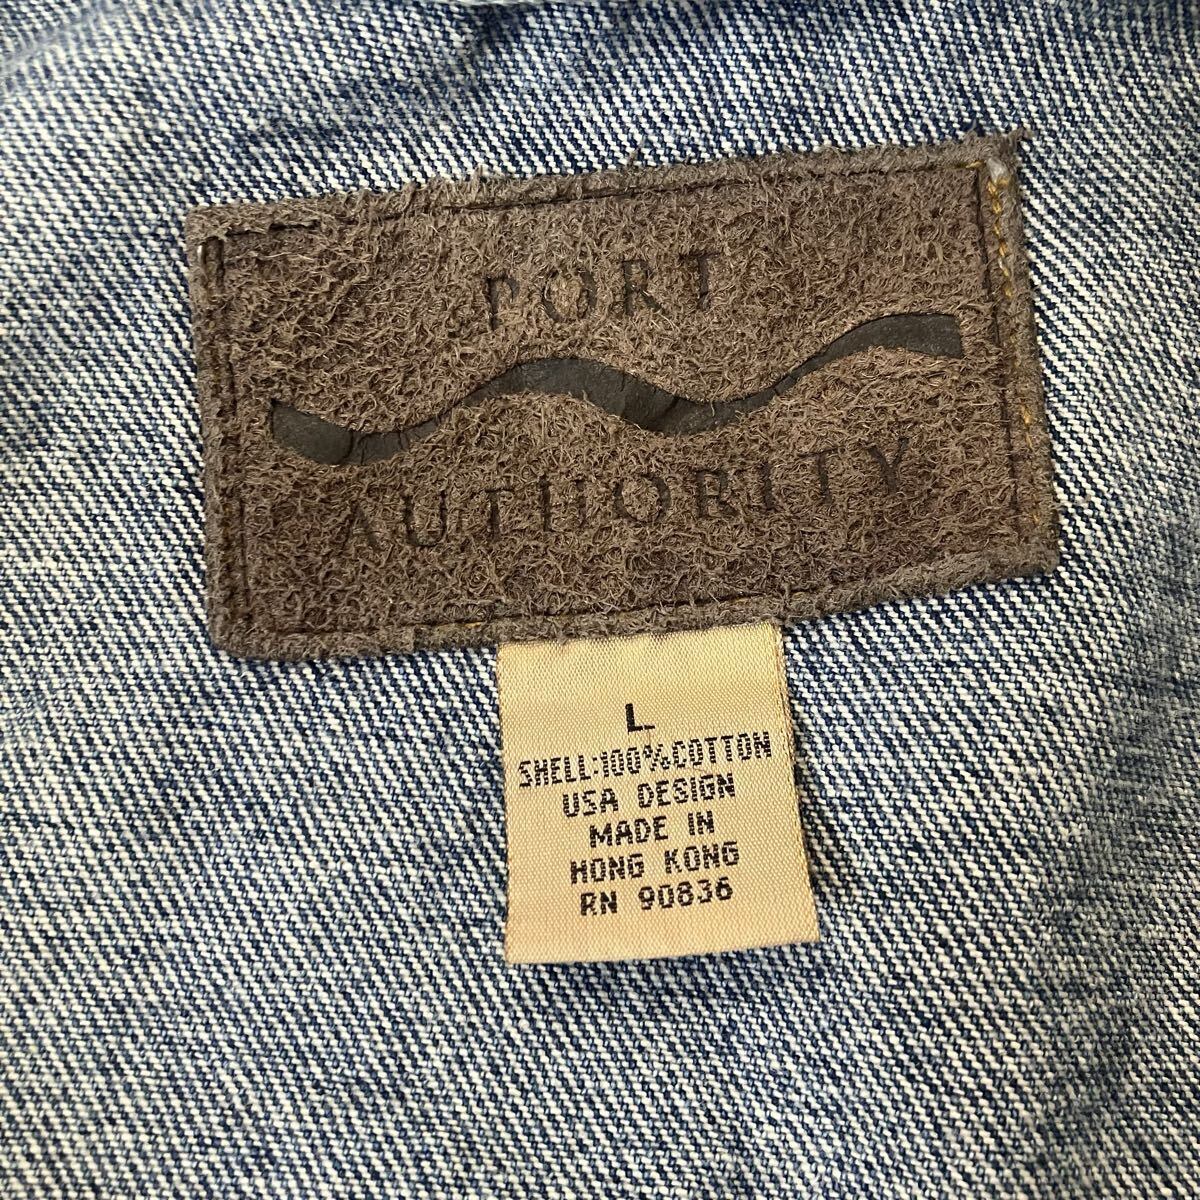 PORT
AUTHORITY
L
SHELL:100%COTTON
USA DESIGN
MADE IN
HONG KONG
RN 90836